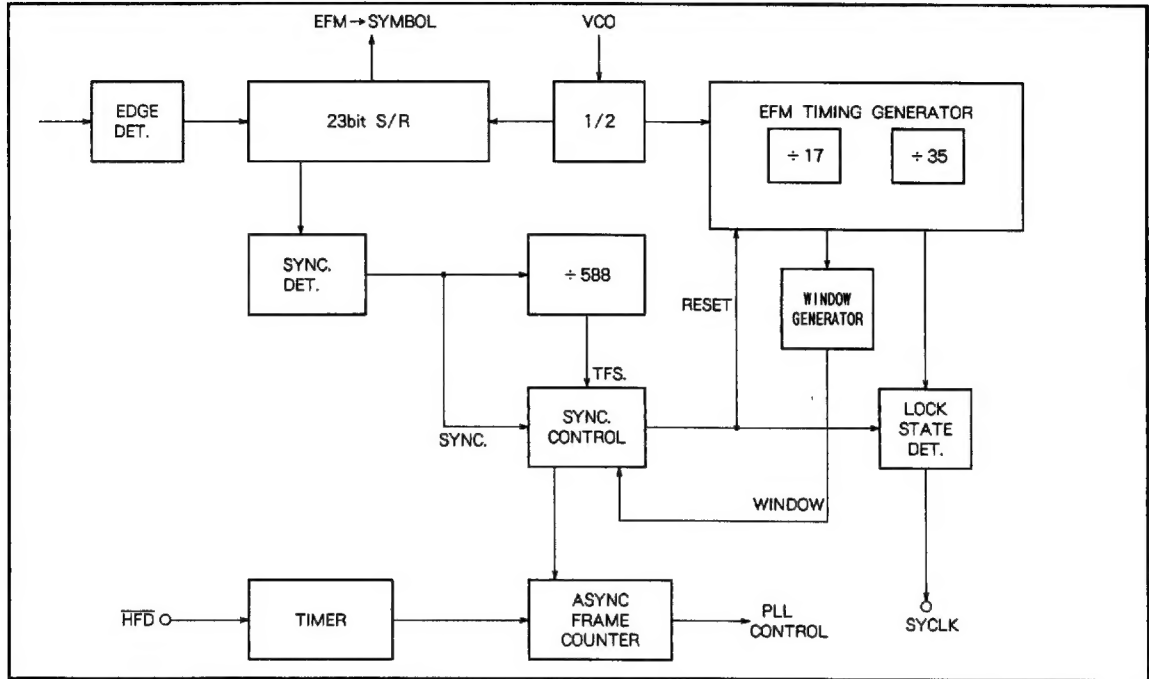 EFM→SYMBOL
VCO
EDGE
DET.
23bit S/R
1/2
EFM TIMING GENERATOR
÷17
÷35
SYNC.
DET.
÷588
WINDOW
GENERATOR
RESET
TFS.
SYNC.
CONTROL
SYNC.
LOCK
STATE
DET.
WINDOW
HFD
TIMER
ASYNC
FRAME
COUNTER
PLL
CONTROL
SYCLK